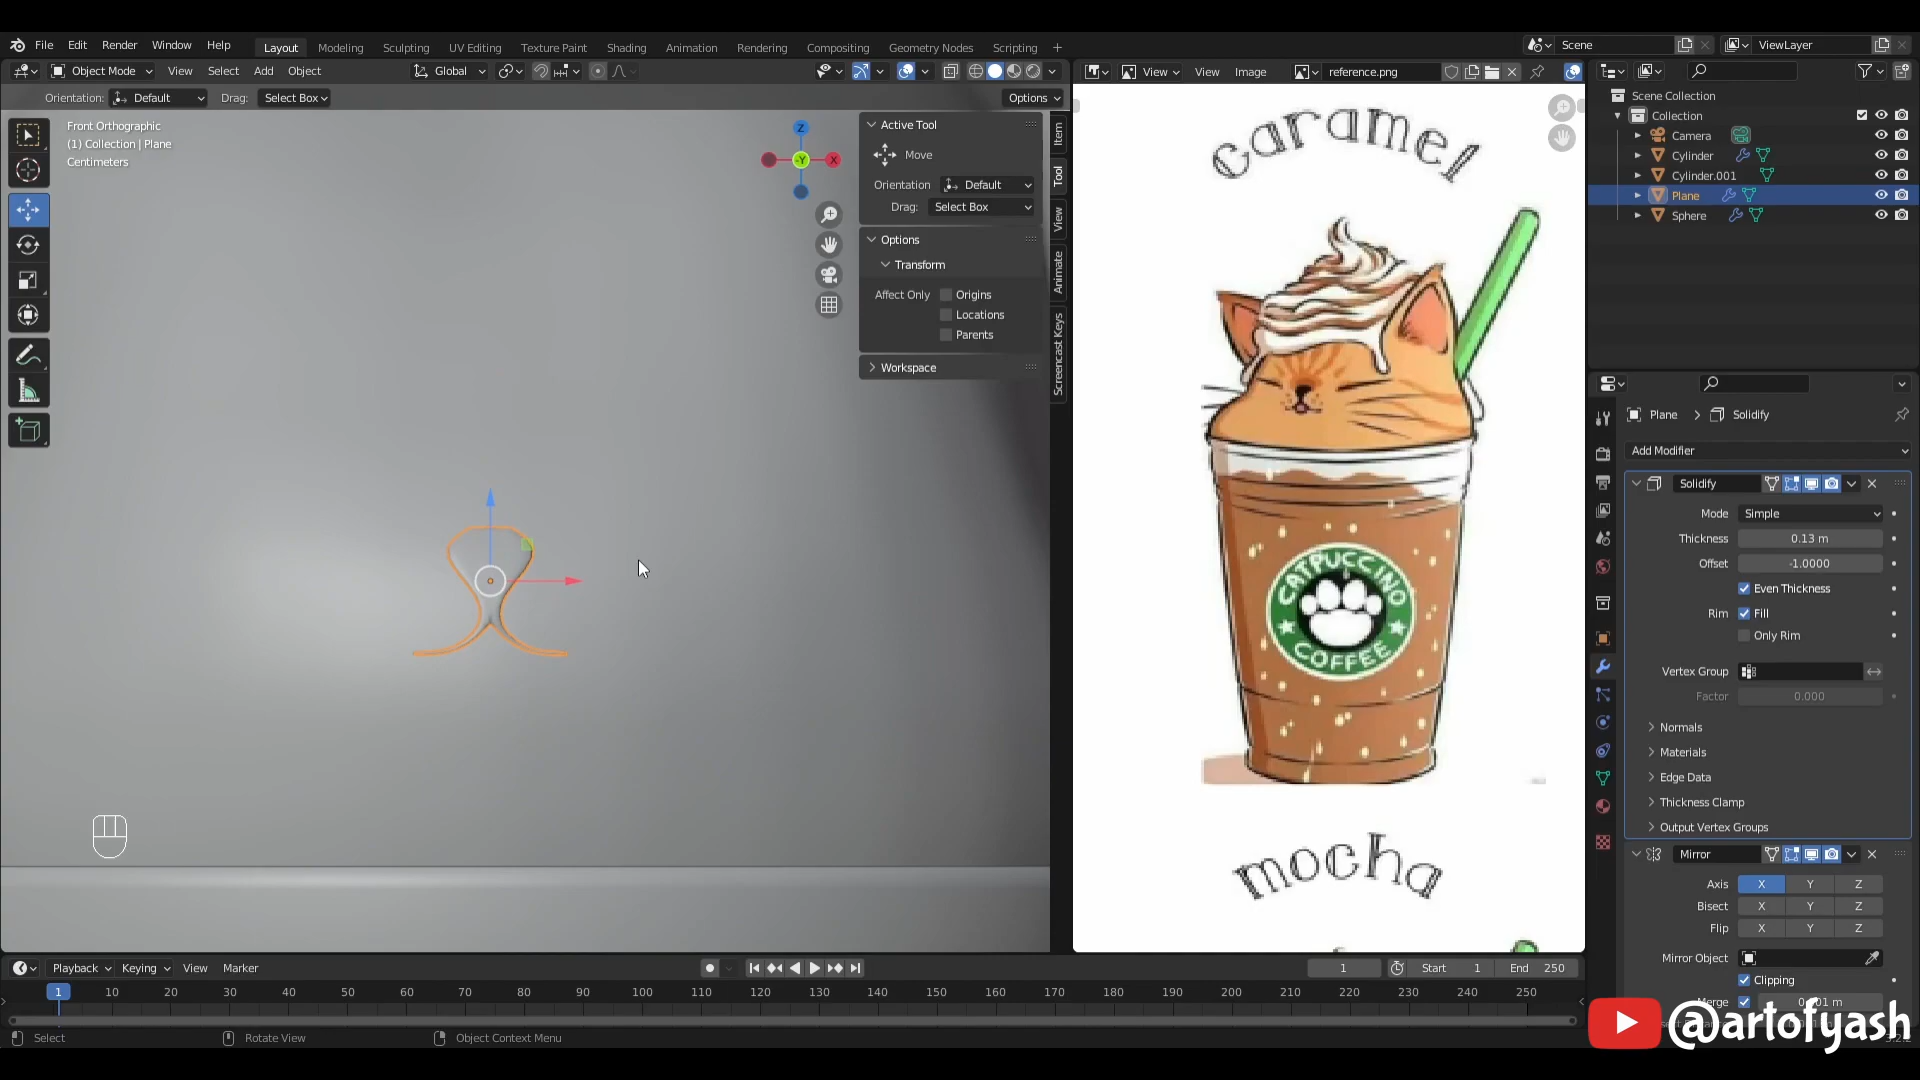 File Edit Render Window Help Layout Modeling Sculpting UV Editing Texture Paint Shading Animation Rendering Compositing Geometry Nodes Scripting + Scene ViewLayer
Object Mode View Select Add Object Global View View Image reference.png
Orientation: Default Drag: Select Box Options
Front Orthographic
(1) Collection | Plane
Centimeters
Z
-Y
X
Active Tool
Move
Orientation Default
Drag: Select Box
Options
Transform
Affect Only Origins
Locations
Parents
Workspace
Item
Tool
View
Animate
Screencast Keys
caramel
CATPUCCINO
COFFEE
mocha
Scene Collection
Collection
Camera
Cylinder
Cylinder.001
Plane
Sphere
Plane > Solidify
Add Modifier
Solidify
Mode Simple
Thickness 0.13 m
Offset -1.0000
Even Thickness
Rim Fill
Only Rim
Vertex Group
Factor 0.000
Normals
Materials
Edge Data
Thickness Clamp
Output Vertex Groups
Mirror
Axis X Y Z
Bisect X Y Z
Flip X Y Z
Mirror Object
Clipping
Merge
@artofyash
Playback Keying View Marker 1 Start 1 End 250
1 10 20 30 40 50 60 70 80 90 100 110 120 130 140 150 160 170 180 190 200 210 220 230 240 250
Select Rotate View Object Context Menu